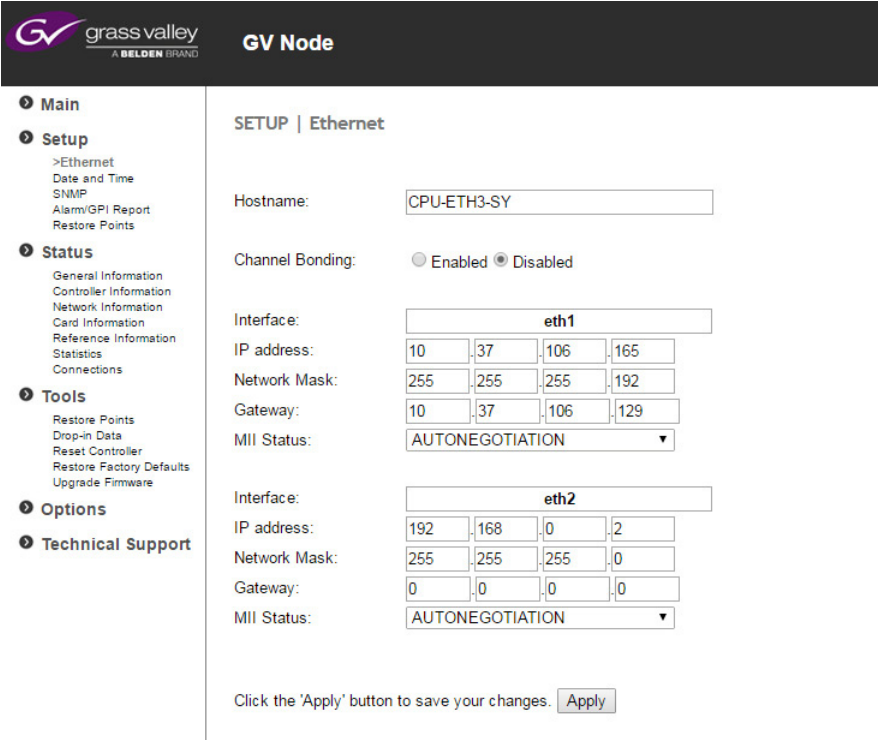 GV grass valley
A BELDEN BRAND
GV Node
Main
Setup
>Ethernet
Date and Time
SNMP
Alarm/GPI Report
Restore Points
Status
General Information
Controller Information
Network Information
Card Information
Reference Information
Statistics
Connections
Tools
Restore Points
Drop-in Data
Reset Controller
Restore Factory Defaults
Upgrade Firmware
Options
Technical Support
SETUP | Ethernet
Hostname: CPU-ETH3-SY
Channel Bonding: Enabled Disabled
Interface: eth1
IP address: 10 .37 .106 .165
Network Mask: 255 .255 .255 .192
Gateway: 10 .37 .106 .129
MII Status: AUTONEGOTIATION
Interface: eth2
IP address: 192 .168 .0 .2
Network Mask: 255 .255 .255 .0
Gateway: 0 .0 .0 .0
MII Status: AUTONEGOTIATION
Click the 'Apply' button to save your changes. Apply